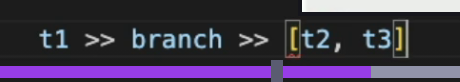 t1 >> branch >> [t2, t3]